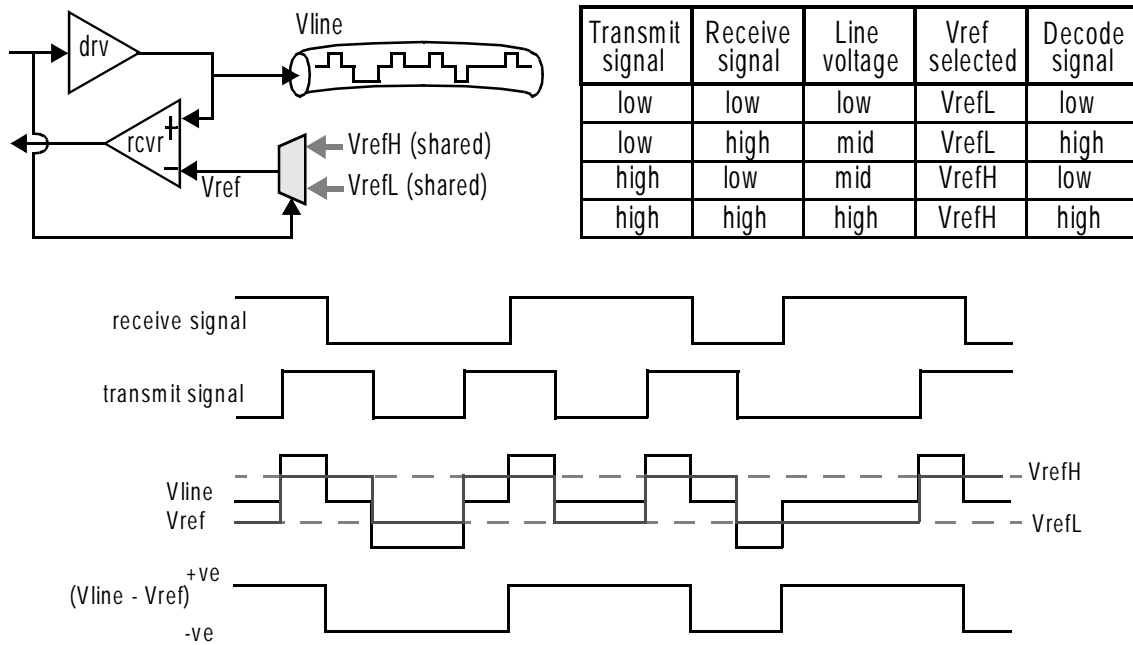 Vline
drv
rcvr
+
–
Vref
VrefH (shared)
VrefL (shared)
Transmit signal Receive signal Line voltage Vref selected Decode signal
low low low VrefL low
low high mid VrefL high
high low mid VrefH low
high high high VrefH high
receive signal
transmit signal
VrefH
Vline
Vref
VrefL
+ve
(Vline - Vref)
-ve